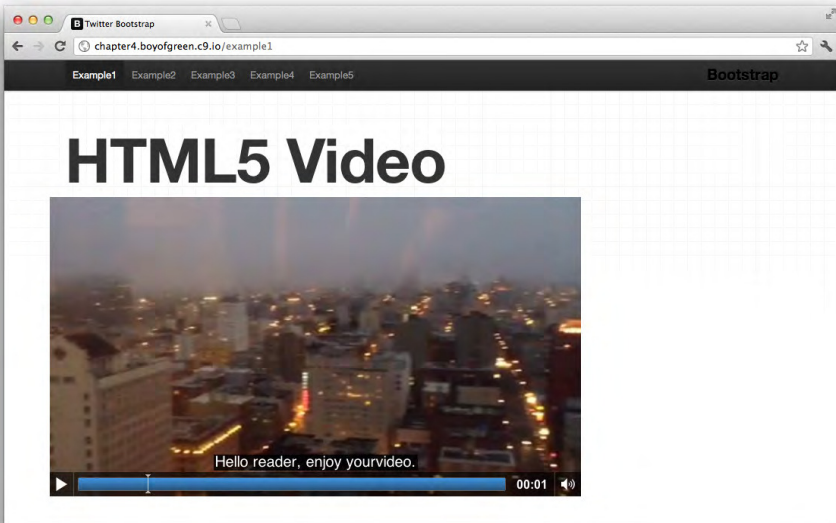 B Twitter Bootstrap
chapter4.boyofgreen.c9.io/example1
Example1 Example2 Example3 Example4 Example5 Bootstrap
HTML5 Video
Hello reader, enjoy yourvideo.
00:01